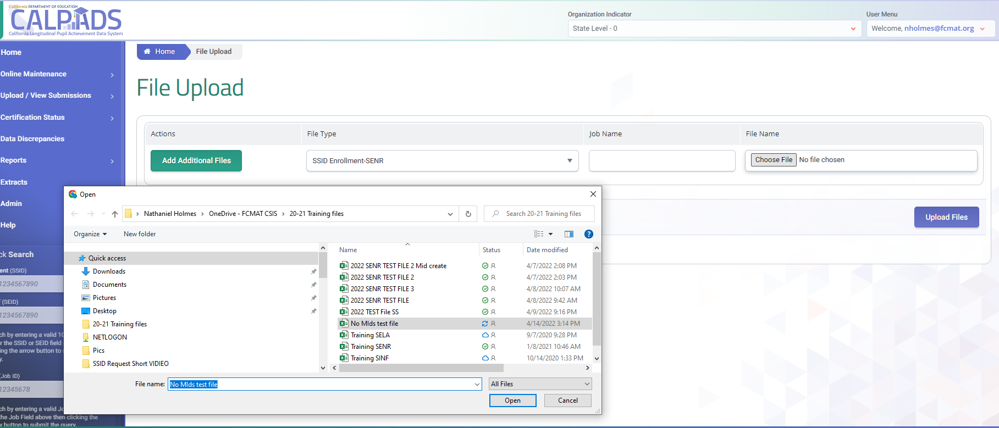 California DEPARTMENT OF EDUCATION
CALPADS
California Longitudinal Pupil Achievement Data System
Organization Indicator
State Level - 0
User Menu
Welcome, nholmes@fcmat.org
Home
Online Maintenance
Upload / View Submissions
Certification Status
Data Discrepancies
Reports
Extracts
Admin
Help
ck Search
ent (SSID)
1234567890
f (SEID)
1234567890
ch by entering a valid 10
or the SSID or SEID field
ing the arrow button to s
y.
(Job ID)
12345678
ch by entering a valid Jo
the Job Field above then clicking the
w button to submit the query.
Home
File Upload
File Upload
Actions
File Type
Job Name
File Name
Add Additional Files
SSID Enrollment-SENR
Choose File No file chosen
Upload Files
Open
Nathaniel Holmes > OneDrive - FCMAT CSIS > 20-21 Training files
Search 20-21 Training files
Organize
New folder
Quick access
Downloads
Documents
Pictures
Desktop
20-21 Training files
NETLOGON
Pics
SSID Request Short VIDIEO
Name Status Date modified
2022 SENR TEST FILE 2 Mid create 4/7/2022 2:08 PM
2022 SENR TEST FILE 2 4/7/2022 2:03 PM
2022 SENR TEST FILE 3 4/8/2022 10:07 AM
2022 SENR TEST FILE 4/8/2022 9:42 AM
2022 TEST File SS 4/9/2022 9:16 PM
No MIds test file 4/14/2022 3:14 PM
Training SELA 9/7/2020 9:28 PM
Training SENR 1/8/2021 10:46 AM
Training SINF 10/14/2020 1:33 PM
File name: No MIds test file
All Files
Open
Cancel